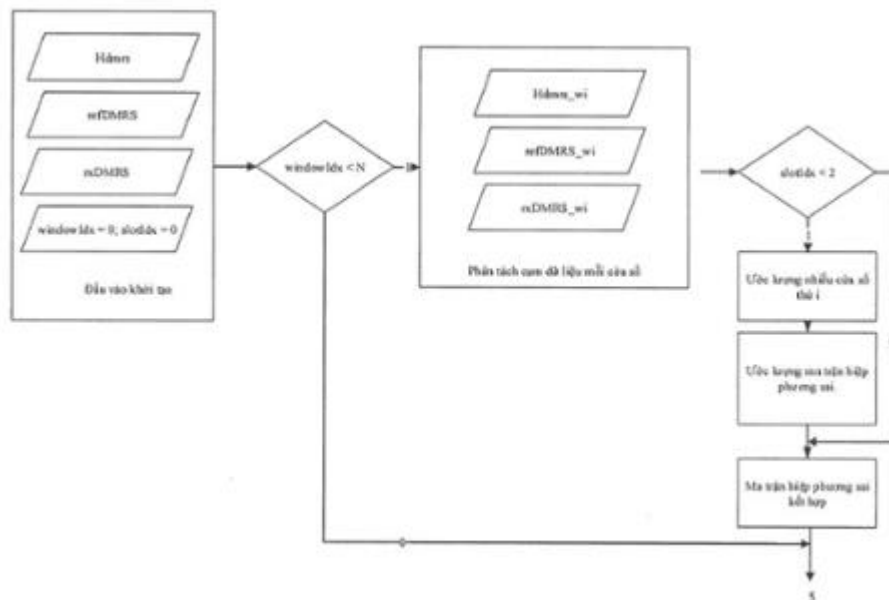 Hdmrs
refDMRS
rxDMRS
windowIdx = 0; slotIdx = 0
Đầu vào khởi tạo
windowIdx < N
Hdmrs_wi
refDMRS_wi
rxDMRS_wi
Phân tách cụm dữ liệu mỗi cửa sổ
slotIdx < 2
Ước lượng nhiễu cửa sổ
thứ i
Ước lượng ma trận hiệp
phương sai
Ma trận hiệp phương sai
kết hợp